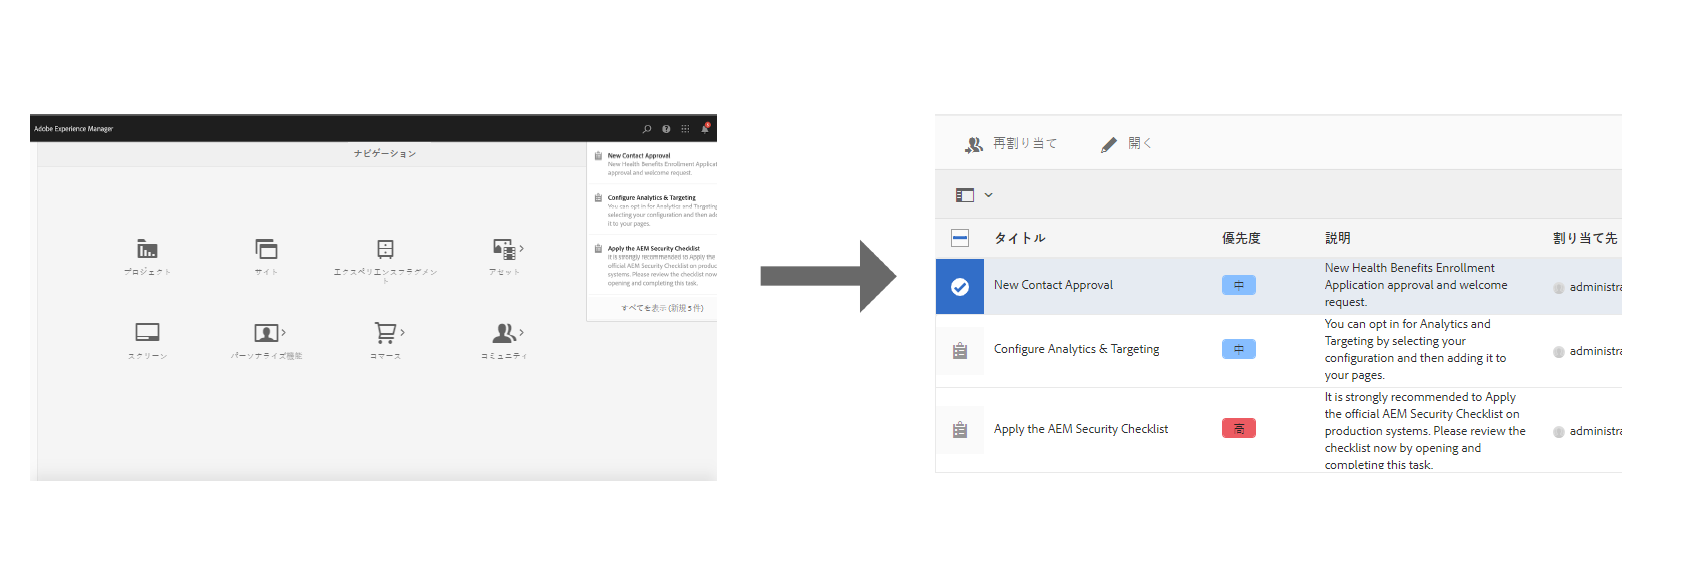 Adobe Experience Manager
ナビゲーション
New Contact Approval
New Health Benefits Enrollment Applica
approval and welcome request.
Configure Analytics & Targeting
You can opt in for Analytics and Targeting
selecting your configuration and then add
it to your pages.
Apply the AEM Security Checklist
It is strongly recommended to Apply the
official AEM Security Checklist on produc
systems. Please review the checklist now
opening and completing this task.
すべてを表示 (新規 5 件)
プロジェクト
サイト
エクスペリエンスフラグメン
ト
アセット
スクリーン
パーソナライズ機能
コマース
コミュニティ
再割り当て
開く
タイトル 優先度 説明 割り当て先
New Contact Approval
中
New Health Benefits Enrollment
Application approval and welcome
request.
administra
Configure Analytics & Targeting
中
You can opt in for Analytics and
Targeting by selecting your
configuration and then adding it to
your pages.
administra
Apply the AEM Security Checklist
高
It is strongly recommended to Apply
the official AEM Security Checklist on
production systems. Please review the
checklist now by opening and
completing this task.
administra